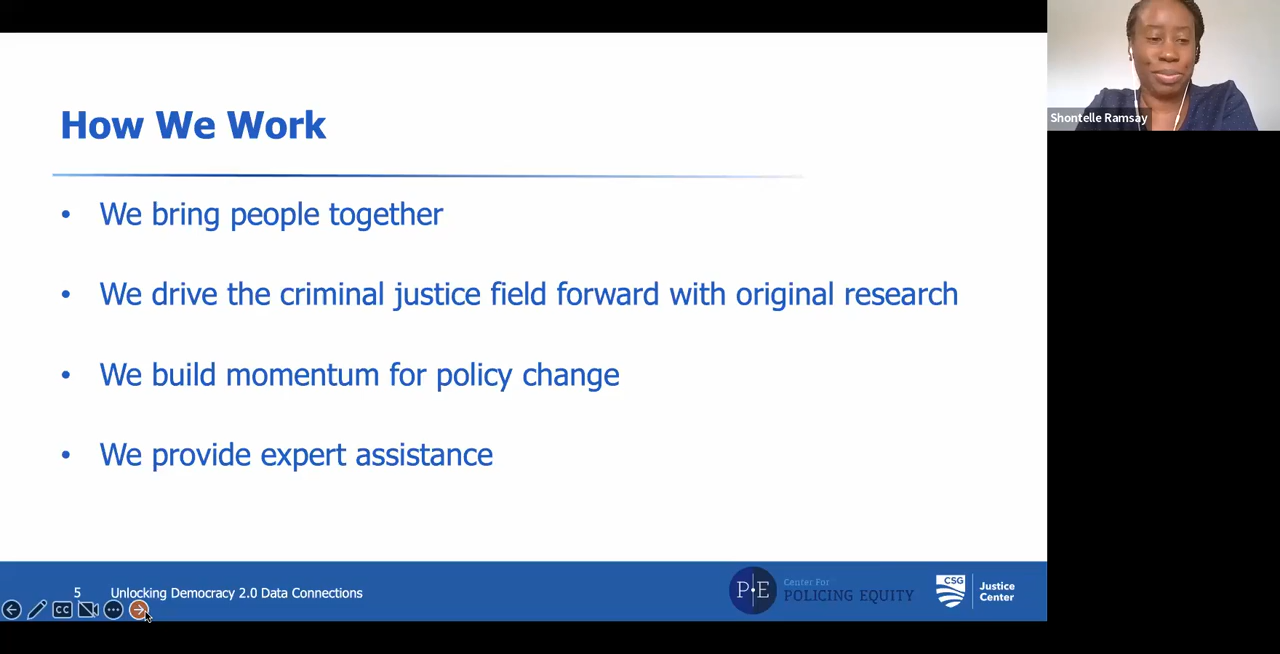 How We Work
• We bring people together
• We drive the criminal justice field forward with original research
• We build momentum for policy change
• We provide expert assistance
5 Unlocking Democracy 2.0 Data Connections
P E
Center For
POLICING EQUITY
CSG
Justice
Center
CC
Shontelle Ramsay